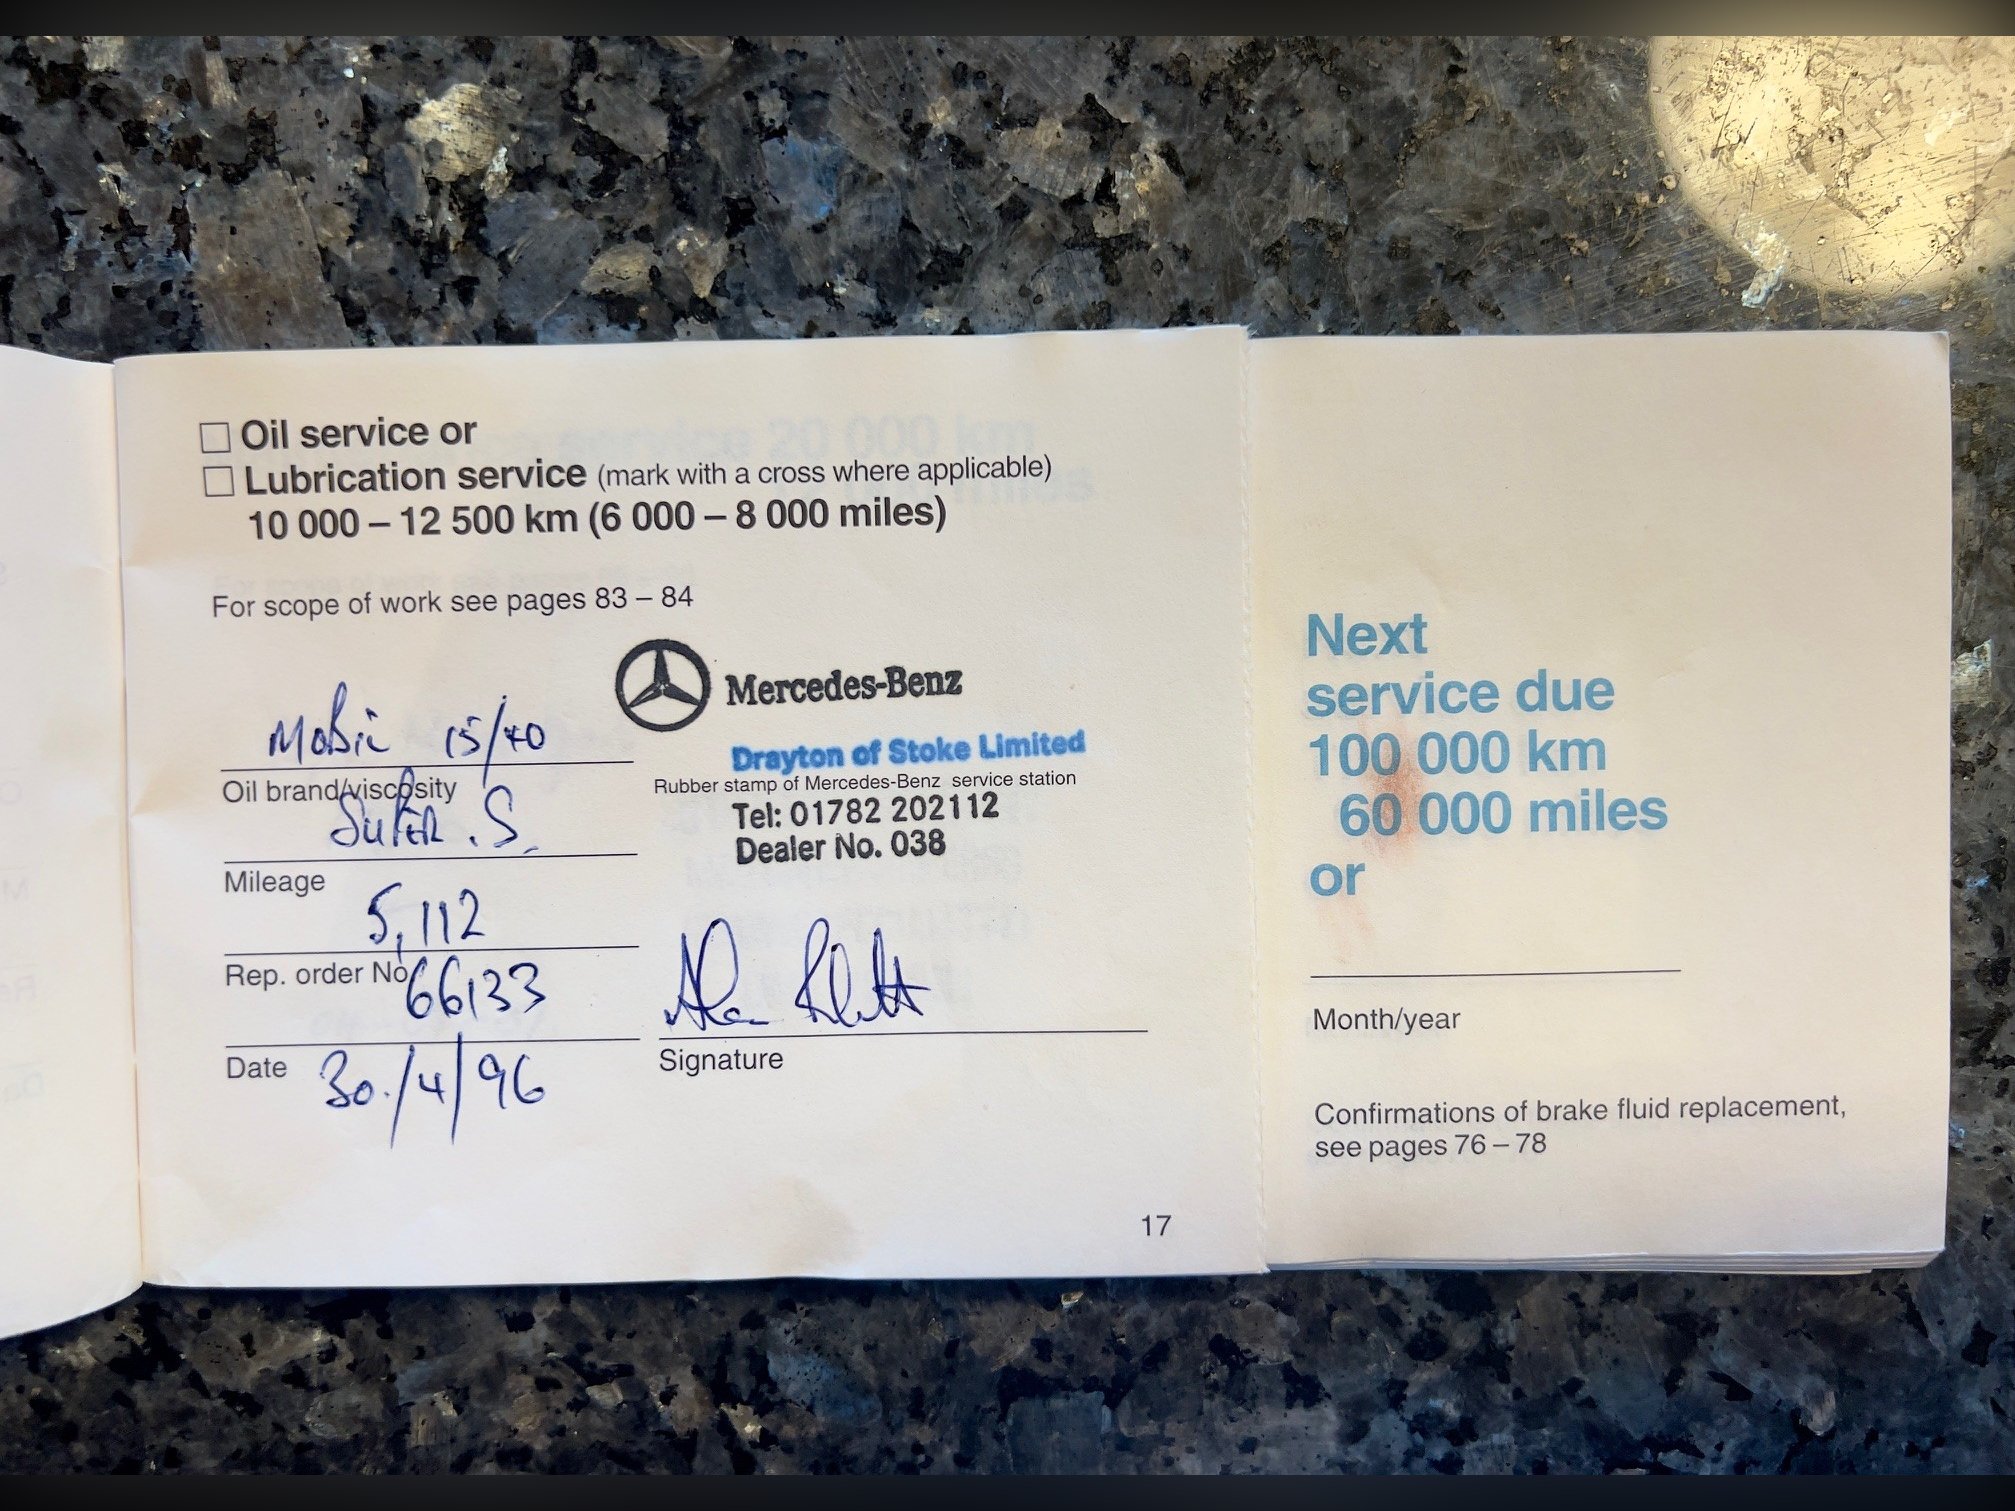 Oil service or
Lubrication service (mark with a cross where applicable)
10 000 – 12 500 km (6 000 – 8 000 miles)
For scope of work see pages 83 – 84
Mercedes-Benz
Drayton of Stoke Limited
Rubber stamp of Mercedes-Benz service station
Tel: 01782 202112
Dealer No. 038
Mobil 15/40
Oil brand/viscosity
Super .S.
Mileage
5,112
Rep. order No
66133
Date 30./4/96
Alan
Signature
17
Next
service due
100 000 km
60 000 miles
or
Month/year
Confirmations of brake fluid replacement,
see pages 76 – 78